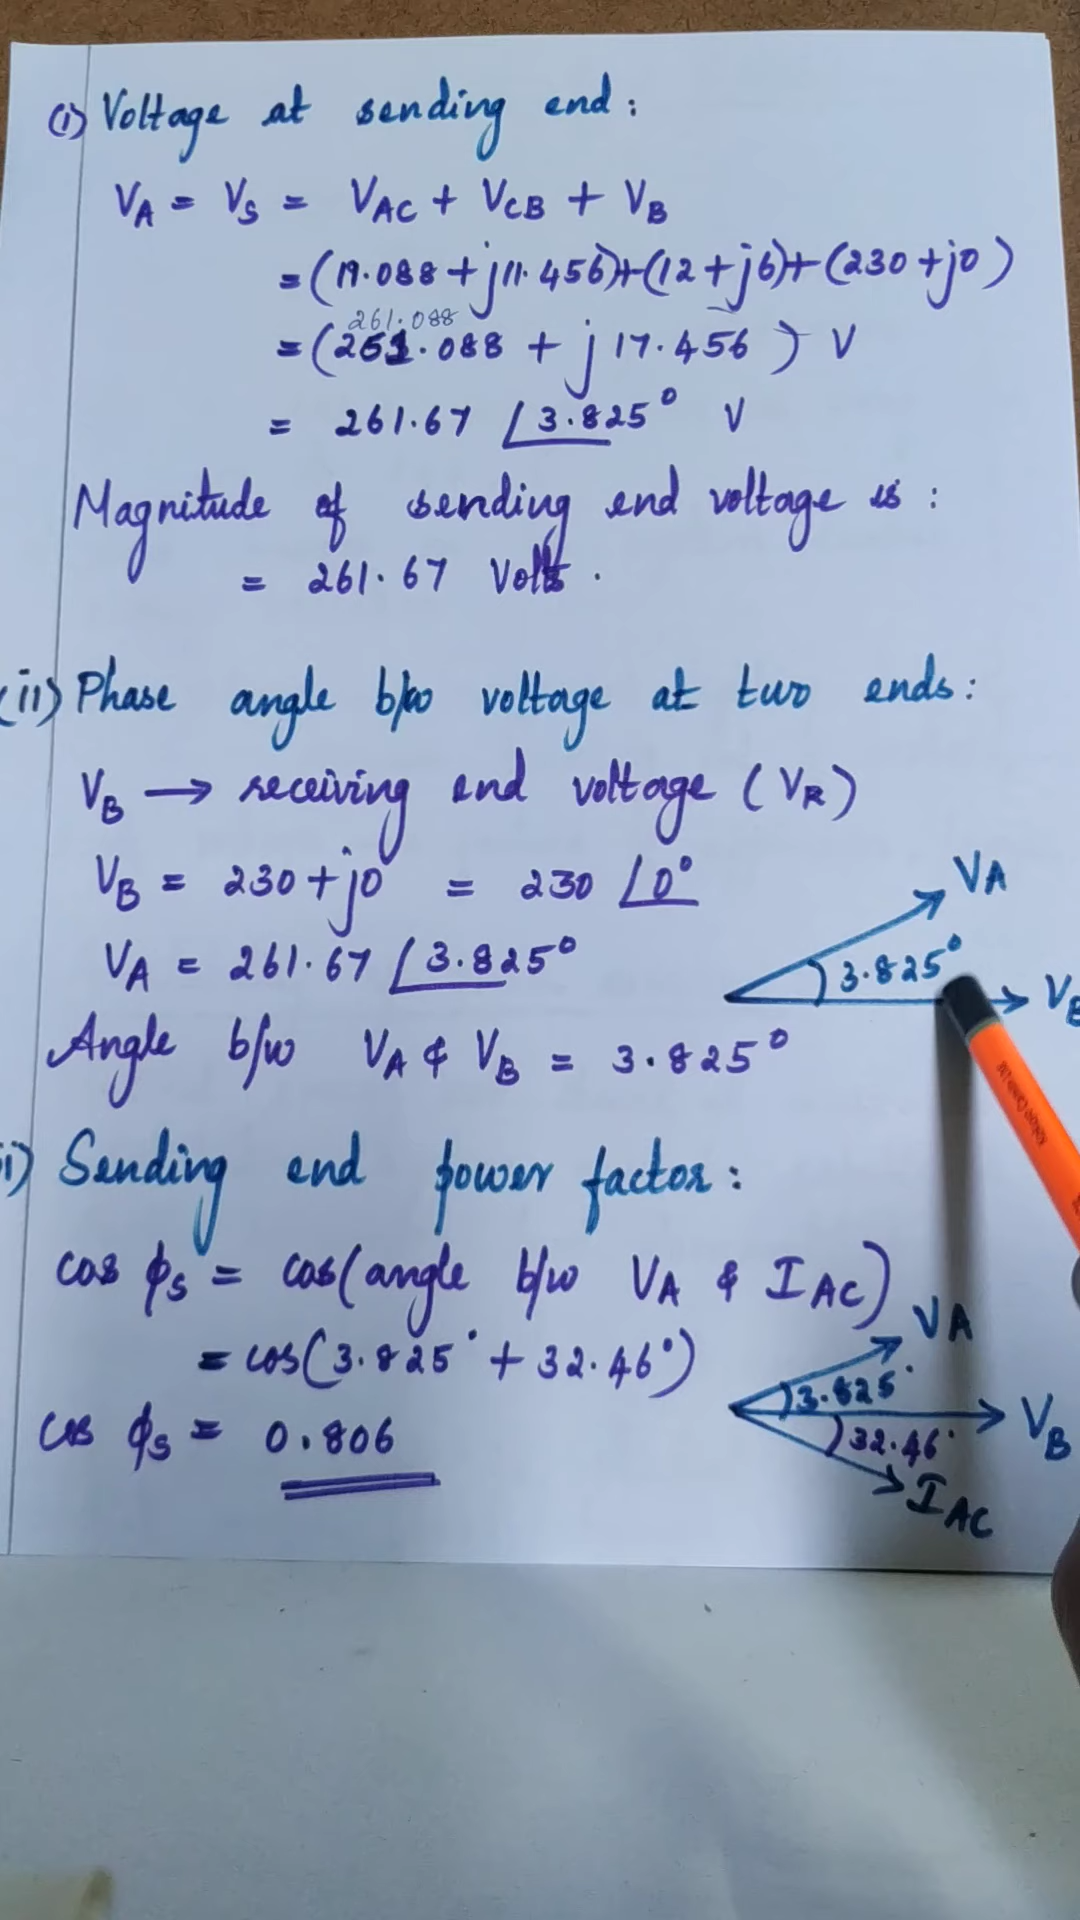 (i) Voltage at sending end :
VA = VS = VAC + VCB + VB
= (19.088 + j11.456)+(12 + j6)+(230 + j0)
261.088
= (251.088 + j 17.456) V
= 261.67 ∠3.825° V
Magnitude of sending end voltage is :
= 261.67 Volts.
(ii) Phase angle b/w voltage at two ends :
VB → receiving end voltage (VR)
VB = 230 + j0 = 230 ∠0°
VA
VA = 261.67 ∠3.825°
3.825°
Angle b/w VA & VB = 3.825°
i) Sending end power factor :
cos ϕS = cos(angle b/w VA & IAC)
= cos(3.825° + 32.46°)
cos ϕS = 0.806
VA
3.825°
VB
32.46°
IAC